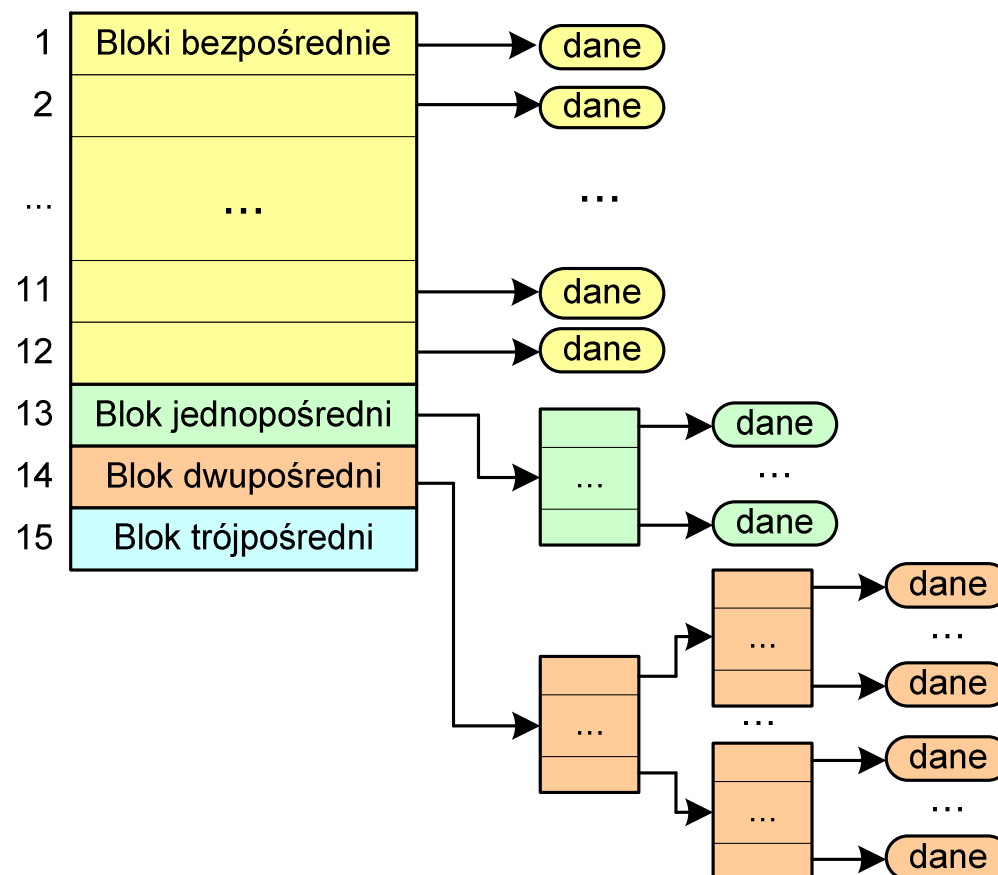 1 Bloki bezpośrednie dane
2 dane
... ... ...
11 dane
12 dane
13 Blok jednopośredni dane
14 Blok dwupośredni ... ...
15 Blok trójpośredni dane
dane
... ...
dane
... ...
dane
... ...
dane